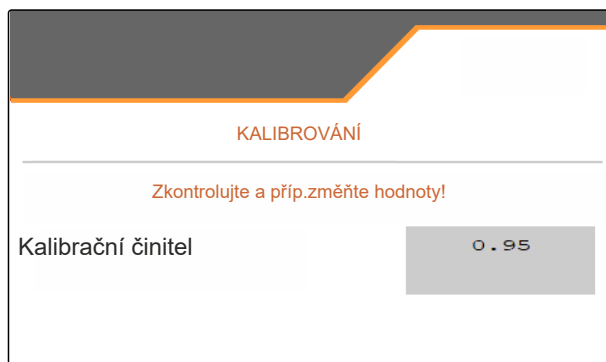 KALIBROVÁNÍ
Zkontrolujte a příp.změňte hodnoty!
Kalibrační činitel 0.95